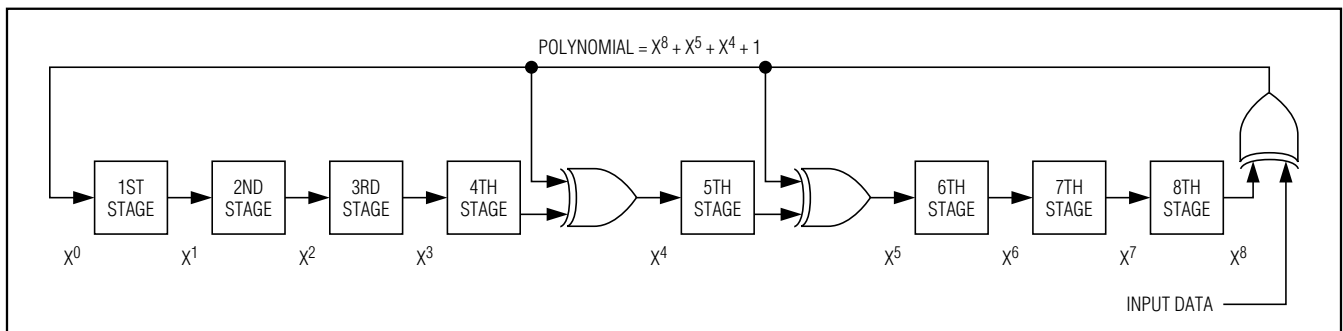 POLYNOMIAL = X⁸ + X⁵ + X⁴ + 1
1ST
STAGE
2ND
STAGE
3RD
STAGE
4TH
STAGE
5TH
STAGE
6TH
STAGE
7TH
STAGE
8TH
STAGE
X⁰
X¹
X²
X³
X⁴
X⁵
X⁶
X⁷
X⁸
INPUT DATA